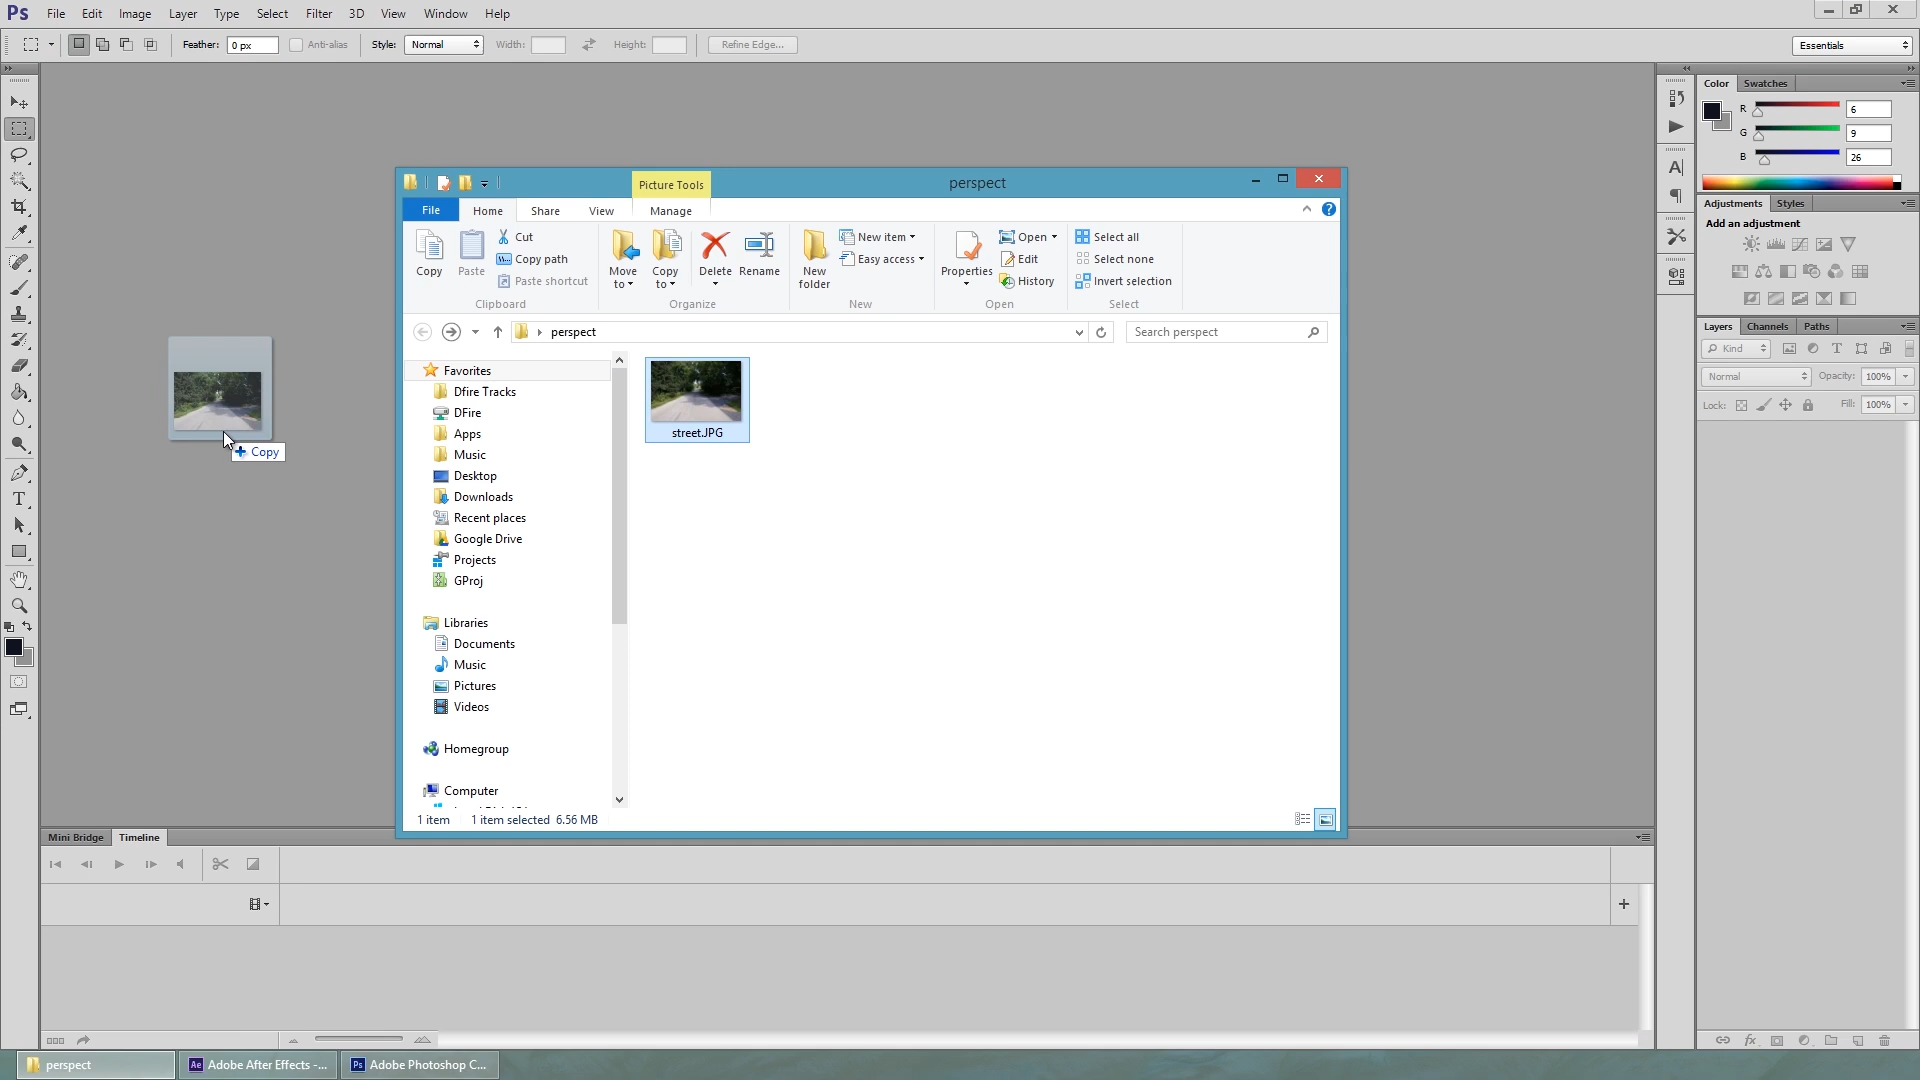 Ps File Edit Image Layer Type Select Filter 3D View Window Help
Feather: 0 px Anti-alias Style: Normal Width: Height: Refine Edge... Essentials
Color Swatches
R 6
G 9
B 26
Adjustments Styles
Add an adjustment
Layers Channels Paths
Kind
Normal Opacity: 100%
Lock: Fill: 100%
Picture Tools perspect
File Home Share View Manage
Copy
Paste
Cut
Copy path
Paste shortcut
Clipboard
Move to
Copy to
Delete
Rename
Organize
New folder
New item
Easy access
New
Properties
Open
Edit
History
Open
Select all
Select none
Invert selection
Select
perspect
Search perspect
Favorites
Dfire Tracks
DFire
Apps
Music
Desktop
Downloads
Recent places
Google Drive
Projects
GProj
Libraries
Documents
Music
Pictures
Videos
Homegroup
Computer
street.JPG
Copy
1 item 1 item selected 6.56 MB
Mini Bridge Timeline
perspect
Ae Adobe After Effects -...
Ps Adobe Photoshop C...